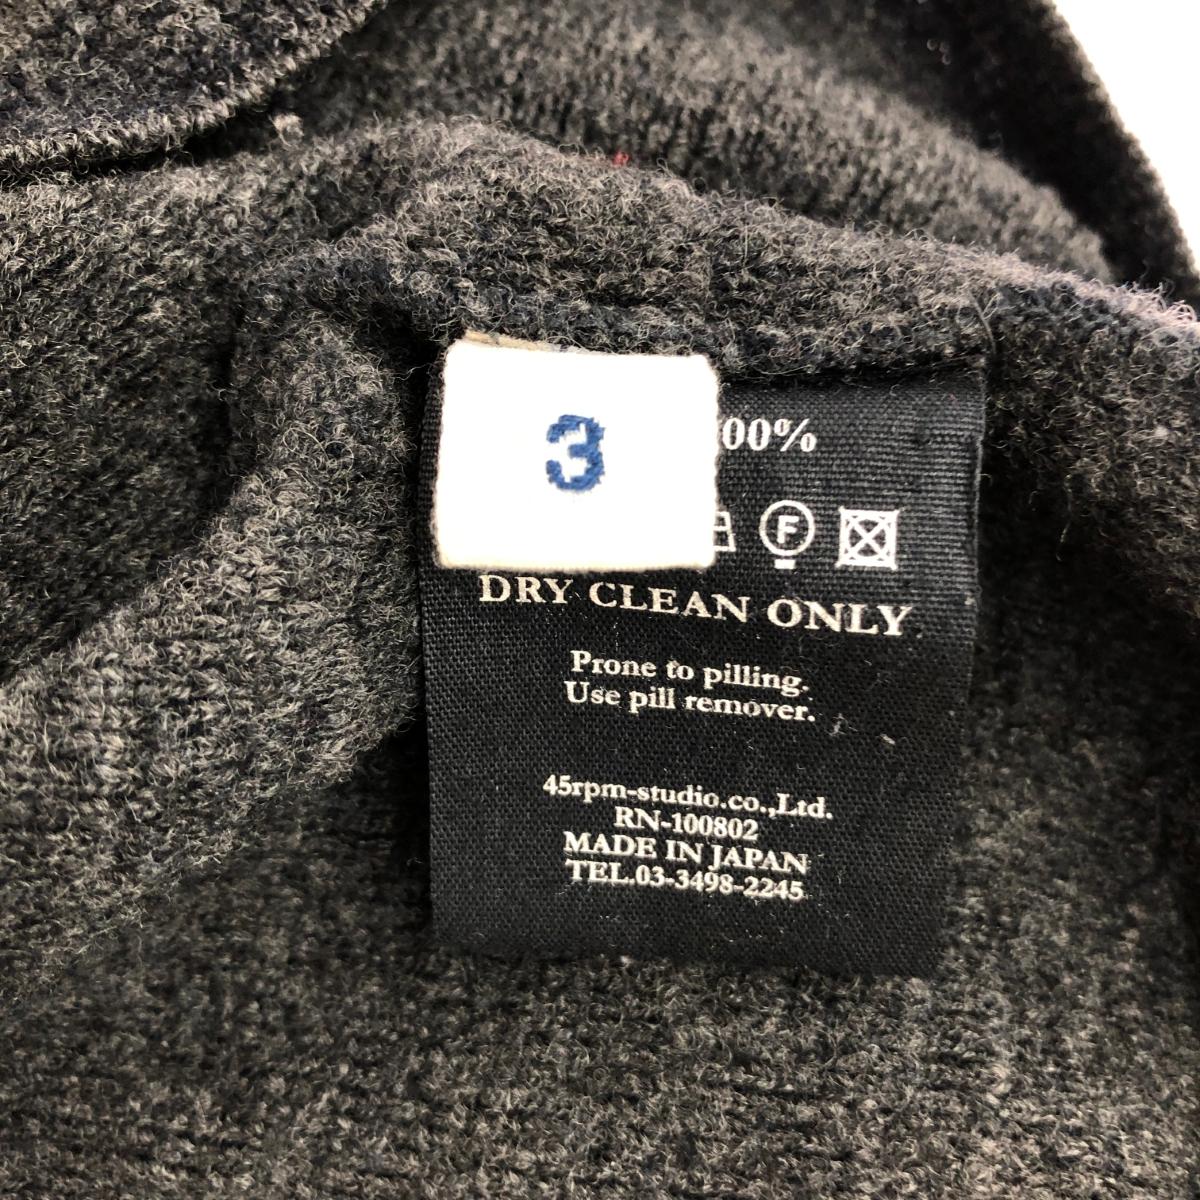 3
00%
F
DRY CLEAN ONLY
Prone to pilling.
Use pill remover.
45rpm-studio.co.,Ltd.
RN-100802
MADE IN JAPAN
TEL.03-3498-2245